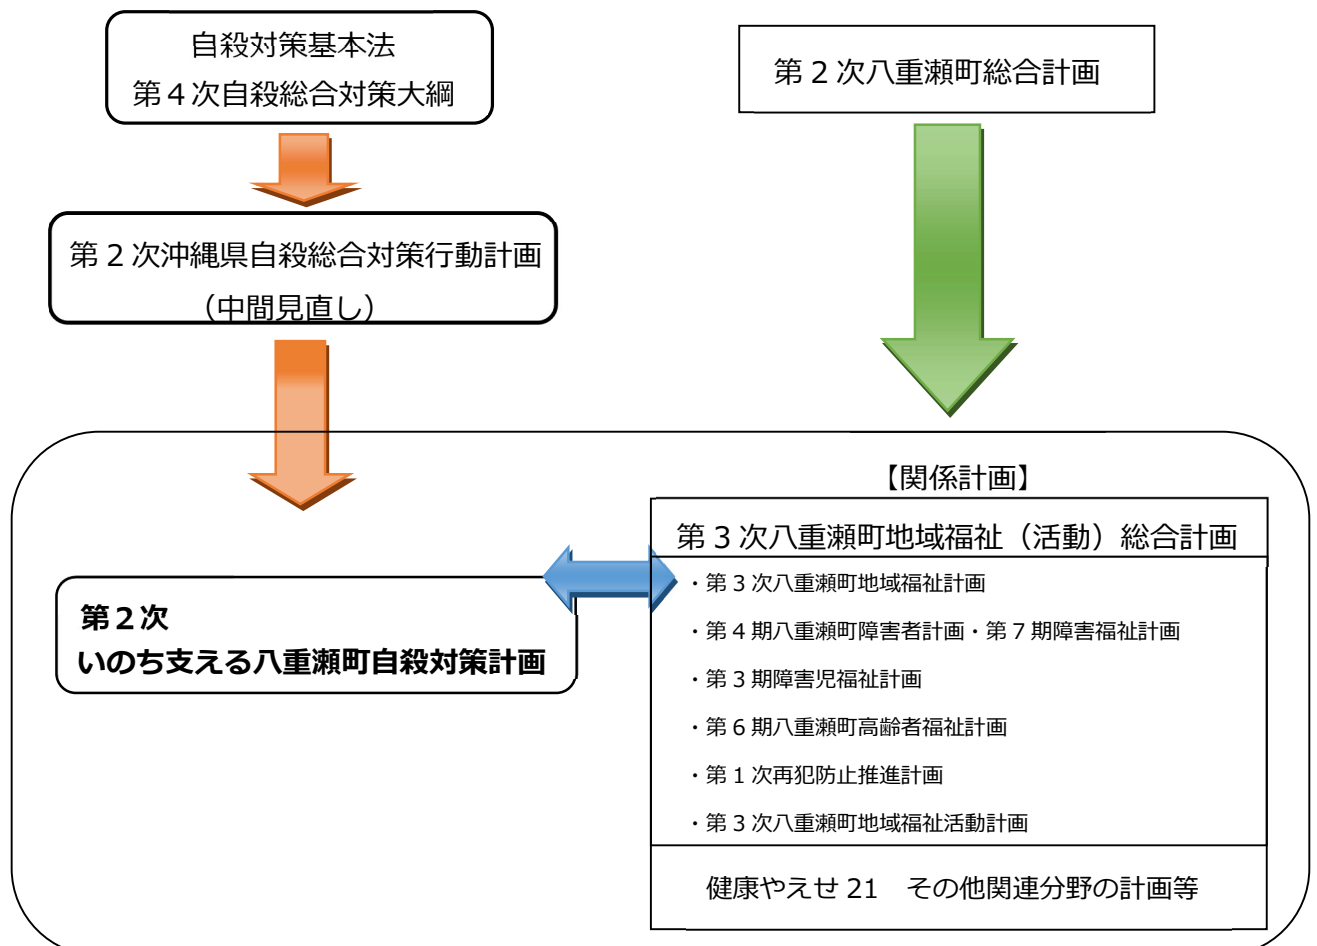 自殺対策基本法
第４次自殺総合対策大綱
第２次八重瀬町総合計画
第２次沖縄県自殺総合対策行動計画
（中間見直し）
【関係計画】
第３次八重瀬町地域福祉（活動）総合計画
・第３次八重瀬町地域福祉計画
・第４期八重瀬町障害者計画・第７期障害福祉計画
・第３期障害児福祉計画
・第６期八重瀬町高齢者福祉計画
・第１次再犯防止推進計画
・第３次八重瀬町地域福祉活動計画
健康やえせ 21　その他関連分野の計画等
第２次
いのち支える八重瀬町自殺対策計画